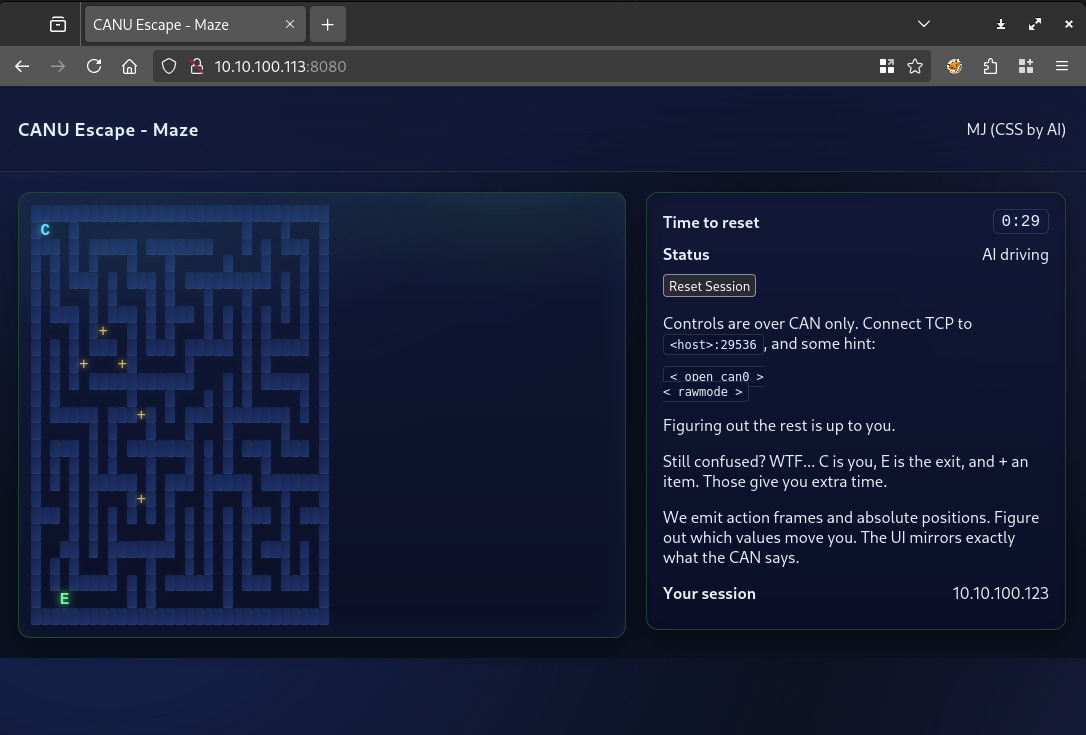 CANU Escape - Maze
10.10.100.113:8080
CANU Escape - Maze
MJ (CSS by AI)
C
+
+ +
+
+
E
Time to reset 0:29
Status AI driving
Reset Session
Controls are over CAN only. Connect TCP to
<host>:29536, and some hint:
< open can0 >
< rawmode >
Figuring out the rest is up to you.
Still confused? WTF... C is you, E is the exit, and + an
item. Those give you extra time.
We emit action frames and absolute positions. Figure
out which values move you. The UI mirrors exactly
what the CAN says.
Your session 10.10.100.123